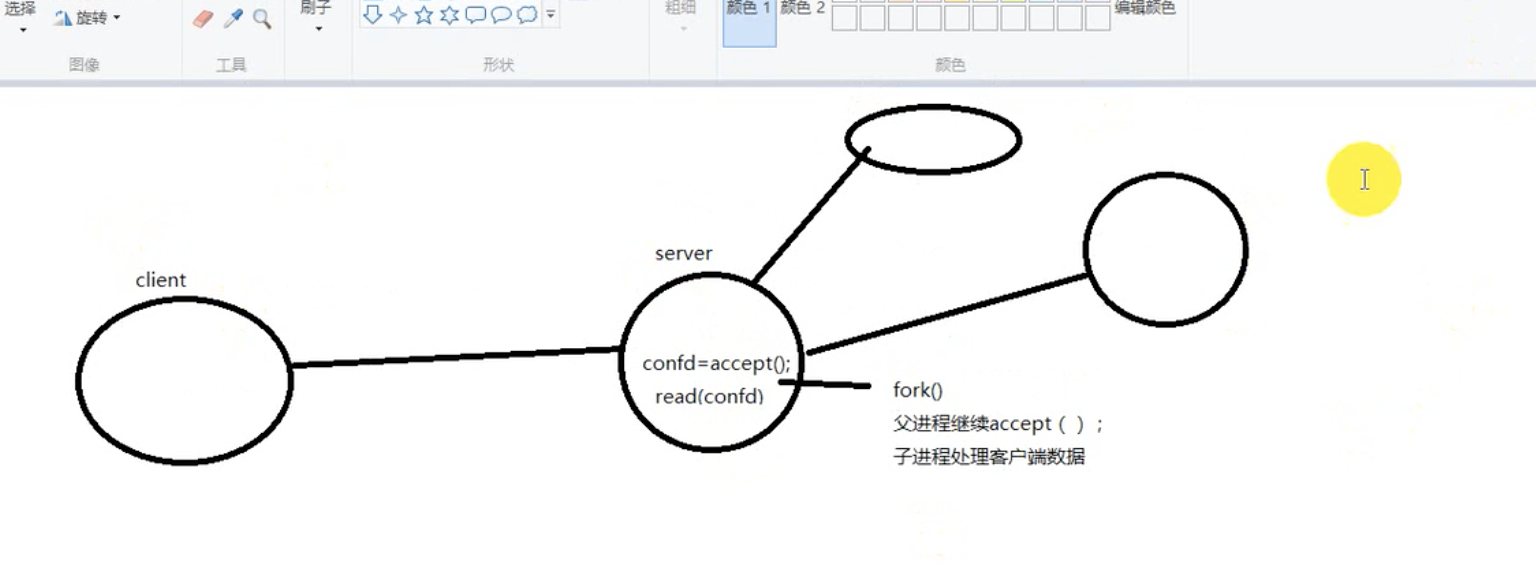 选择
旋转
刷子
粗细
颜色 1
颜色 2
编辑颜色
图像
工具
形状
颜色
server
client
confd=accept();
read(confd)
fork()
父进程继续accept（ ）；
子进程处理客户端数据